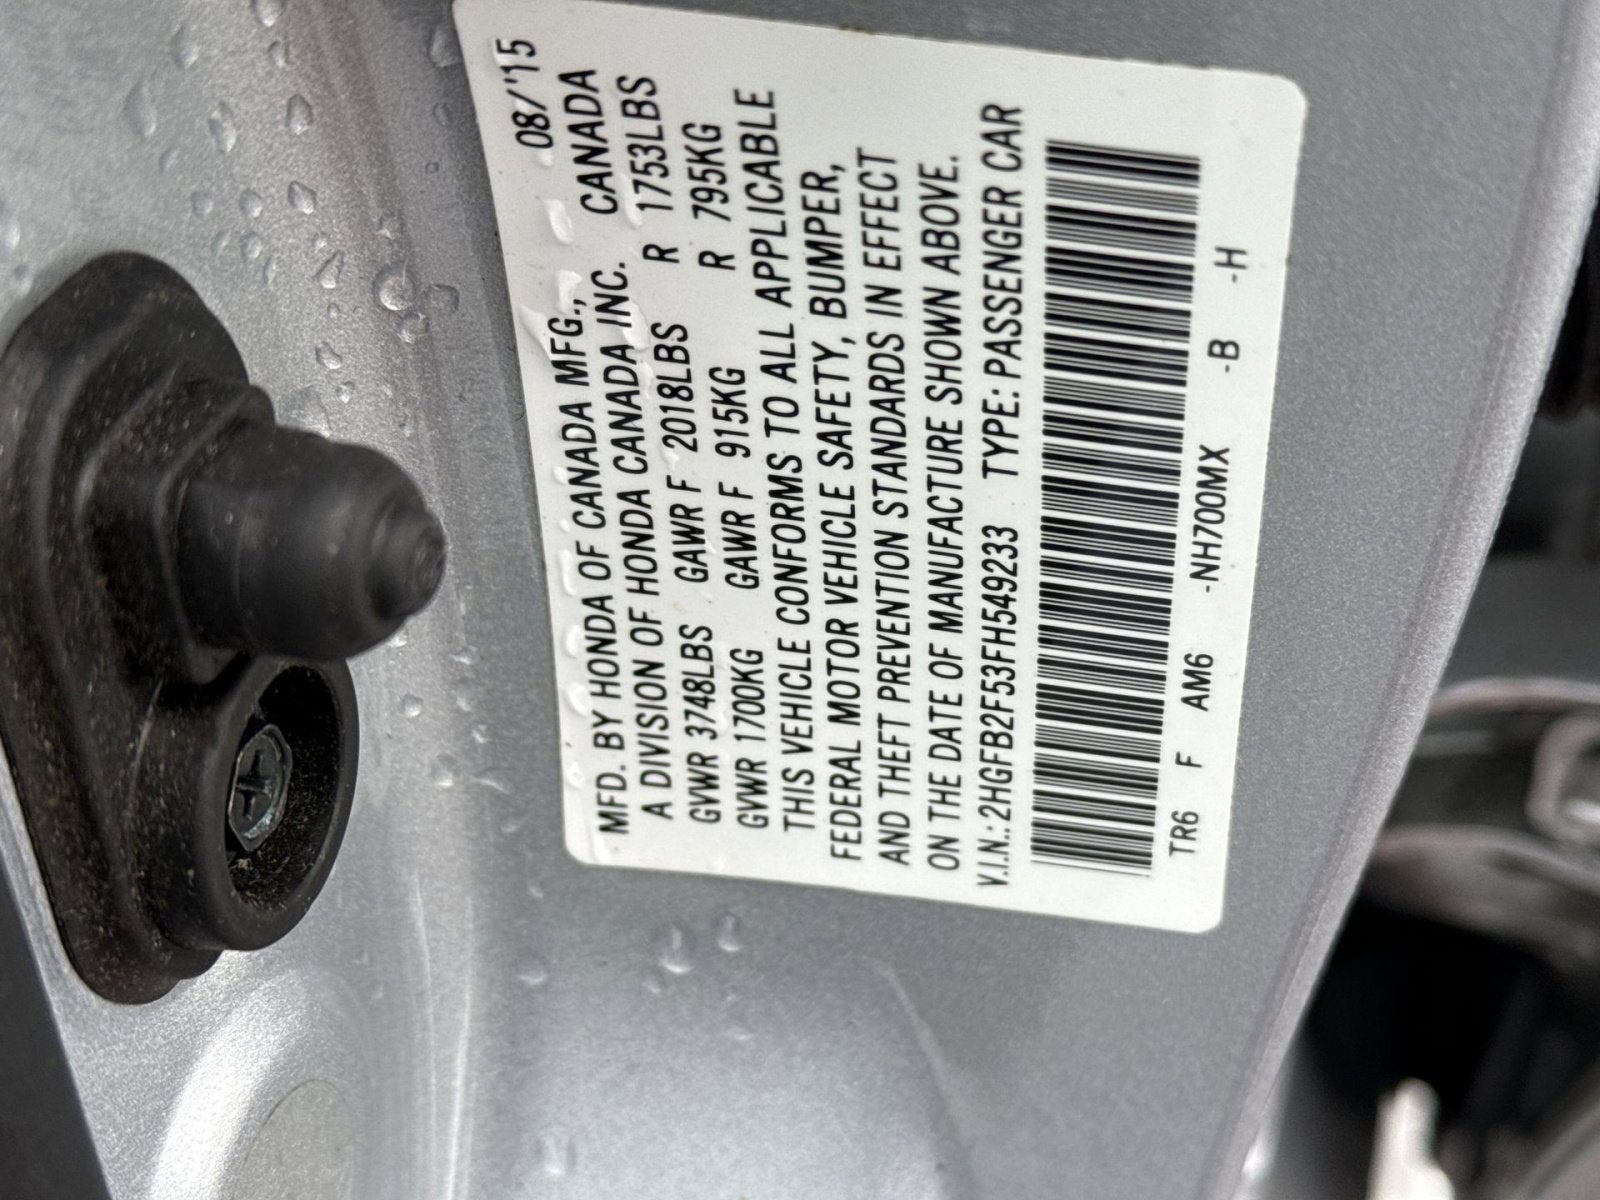 MFD. BY HONDA OF CANADA MFG., 08/'15
A DIVISION OF HONDA CANADA INC. CANADA
GVWR 3748LBS GAWR F 2018LBS R 1753LBS
GVWR 1700KG GAWR F 915KG R 795KG
THIS VEHICLE CONFORMS TO ALL APPLICABLE
FEDERAL MOTOR VEHICLE SAFETY, BUMPER,
AND THEFT PREVENTION STANDARDS IN EFFECT
ON THE DATE OF MANUFACTURE SHOWN ABOVE.
V.I.N.: 2HGFB2F53FH549233 TYPE: PASSENGER CAR
TR6 F AM6 -NH700MX -B -H